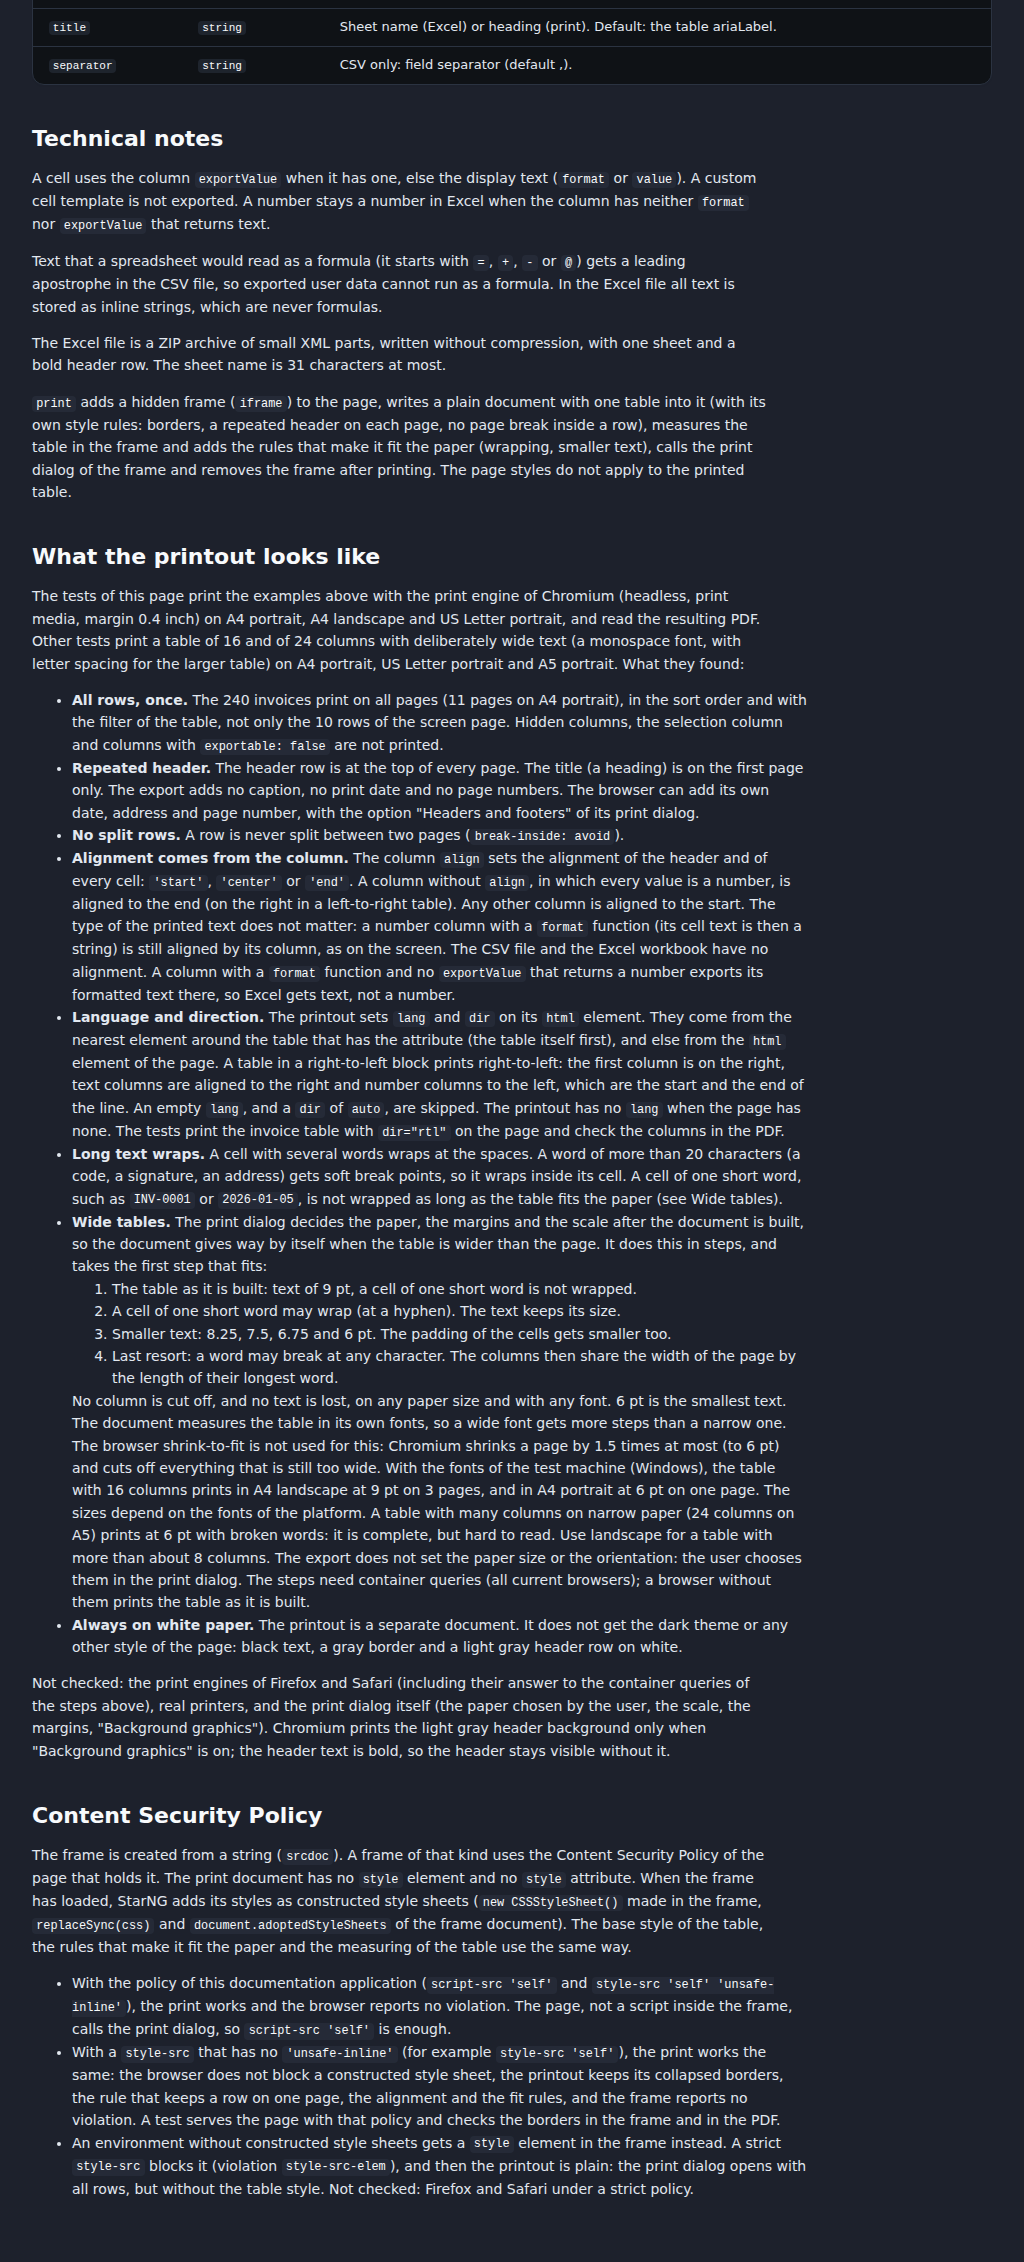 title string Sheet name (Excel) or heading (print). Default: the table ariaLabel.
separator string CSV only: field separator (default ,).
Technical notes
A cell uses the column exportValue when it has one, else the display text (format or value). A custom
cell template is not exported. A number stays a number in Excel when the column has neither format
nor exportValue that returns text.
Text that a spreadsheet would read as a formula (it starts with =, +, - or @) gets a leading
apostrophe in the CSV file, so exported user data cannot run as a formula. In the Excel file all text is
stored as inline strings, which are never formulas.
The Excel file is a ZIP archive of small XML parts, written without compression, with one sheet and a
bold header row. The sheet name is 31 characters at most.
print adds a hidden frame (iframe) to the page, writes a plain document with one table into it (with its
own style rules: borders, a repeated header on each page, no page break inside a row), measures the
table in the frame and adds the rules that make it fit the paper (wrapping, smaller text), calls the print
dialog of the frame and removes the frame after printing. The page styles do not apply to the printed
table.
What the printout looks like
The tests of this page print the examples above with the print engine of Chromium (headless, print
media, margin 0.4 inch) on A4 portrait, A4 landscape and US Letter portrait, and read the resulting PDF.
Other tests print a table of 16 and of 24 columns with deliberately wide text (a monospace font, with
letter spacing for the larger table) on A4 portrait, US Letter portrait and A5 portrait. What they found:
• All rows, once. The 240 invoices print on all pages (11 pages on A4 portrait), in the sort order and with
the filter of the table, not only the 10 rows of the screen page. Hidden columns, the selection column
and columns with exportable: false are not printed.
• Repeated header. The header row is at the top of every page. The title (a heading) is on the first page
only. The export adds no caption, no print date and no page numbers. The browser can add its own
date, address and page number, with the option "Headers and footers" of its print dialog.
• No split rows. A row is never split between two pages (break-inside: avoid).
• Alignment comes from the column. The column align sets the alignment of the header and of
every cell: 'start', 'center' or 'end'. A column without align, in which every value is a number, is
aligned to the end (on the right in a left-to-right table). Any other column is aligned to the start. The
type of the printed text does not matter: a number column with a format function (its cell text is then a
string) is still aligned by its column, as on the screen. The CSV file and the Excel workbook have no
alignment. A column with a format function and no exportValue that returns a number exports its
formatted text there, so Excel gets text, not a number.
• Language and direction. The printout sets lang and dir on its html element. They come from the
nearest element around the table that has the attribute (the table itself first), and else from the html
element of the page. A table in a right-to-left block prints right-to-left: the first column is on the right,
text columns are aligned to the right and number columns to the left, which are the start and the end of
the line. An empty lang, and a dir of auto, are skipped. The printout has no lang when the page has
none. The tests print the invoice table with dir="rtl" on the page and check the columns in the PDF.
• Long text wraps. A cell with several words wraps at the spaces. A word of more than 20 characters (a
code, a signature, an address) gets soft break points, so it wraps inside its cell. A cell of one short word,
such as INV-0001 or 2026-01-05, is not wrapped as long as the table fits the paper (see Wide tables).
• Wide tables. The print dialog decides the paper, the margins and the scale after the document is built,
so the document gives way by itself when the table is wider than the page. It does this in steps, and
takes the first step that fits:
1. The table as it is built: text of 9 pt, a cell of one short word is not wrapped.
2. A cell of one short word may wrap (at a hyphen). The text keeps its size.
3. Smaller text: 8.25, 7.5, 6.75 and 6 pt. The padding of the cells gets smaller too.
4. Last resort: a word may break at any character. The columns then share the width of the page by
the length of their longest word.
No column is cut off, and no text is lost, on any paper size and with any font. 6 pt is the smallest text.
The document measures the table in its own fonts, so a wide font gets more steps than a narrow one.
The browser shrink-to-fit is not used for this: Chromium shrinks a page by 1.5 times at most (to 6 pt)
and cuts off everything that is still too wide. With the fonts of the test machine (Windows), the table
with 16 columns prints in A4 landscape at 9 pt on 3 pages, and in A4 portrait at 6 pt on one page. The
sizes depend on the fonts of the platform. A table with many columns on narrow paper (24 columns on
A5) prints at 6 pt with broken words: it is complete, but hard to read. Use landscape for a table with
more than about 8 columns. The export does not set the paper size or the orientation: the user chooses
them in the print dialog. The steps need container queries (all current browsers); a browser without
them prints the table as it is built.
• Always on white paper. The printout is a separate document. It does not get the dark theme or any
other style of the page: black text, a gray border and a light gray header row on white.
Not checked: the print engines of Firefox and Safari (including their answer to the container queries of
the steps above), real printers, and the print dialog itself (the paper chosen by the user, the scale, the
margins, "Background graphics"). Chromium prints the light gray header background only when
"Background graphics" is on; the header text is bold, so the header stays visible without it.
Content Security Policy
The frame is created from a string (srcdoc). A frame of that kind uses the Content Security Policy of the
page that holds it. The print document has no style element and no style attribute. When the frame
has loaded, StarNG adds its styles as constructed style sheets (new CSSStyleSheet() made in the frame,
replaceSync(css) and document.adoptedStyleSheets of the frame document). The base style of the table,
the rules that make it fit the paper and the measuring of the table use the same way.
• With the policy of this documentation application (script-src 'self' and style-src 'self' 'unsafe-
inline'), the print works and the browser reports no violation. The page, not a script inside the frame,
calls the print dialog, so script-src 'self' is enough.
• With a style-src that has no 'unsafe-inline' (for example style-src 'self'), the print works the
same: the browser does not block a constructed style sheet, the printout keeps its collapsed borders,
the rule that keeps a row on one page, the alignment and the fit rules, and the frame reports no
violation. A test serves the page with that policy and checks the borders in the frame and in the PDF.
• An environment without constructed style sheets gets a style element in the frame instead. A strict
style-src blocks it (violation style-src-elem), and then the printout is plain: the print dialog opens with
all rows, but without the table style. Not checked: Firefox and Safari under a strict policy.